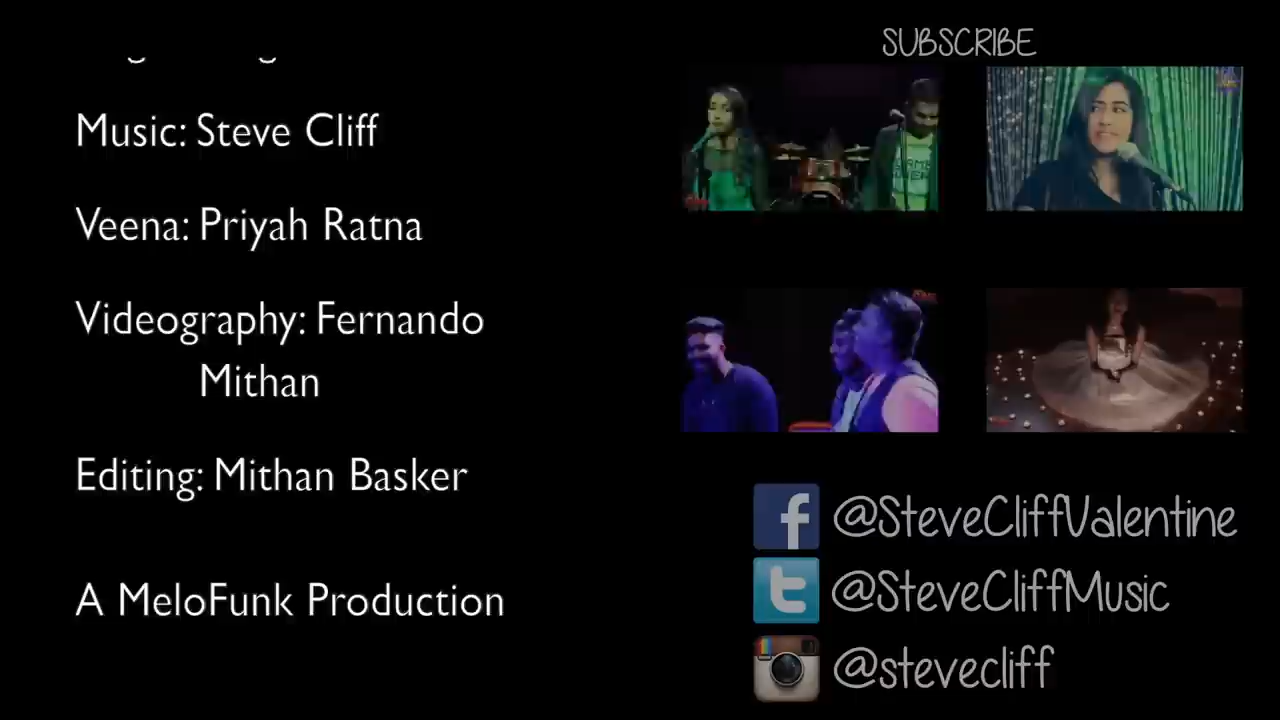 Music: Steve Cliff
Veena: Priyah Ratna
Videography: Fernando
Mithan
Editing: Mithan Basker
A MeloFunk Production
SUBSCRIBE
@SteveCliffValentine
@SteveCliffMusic
@stevecliff